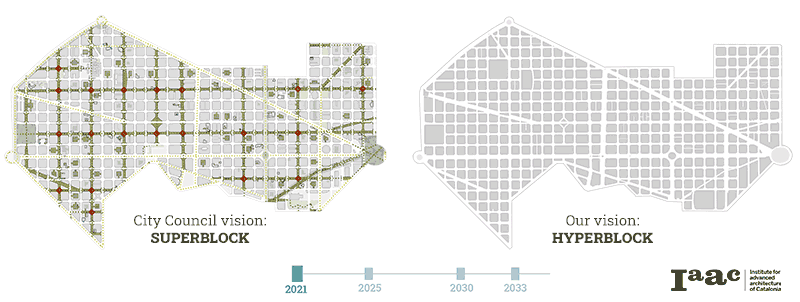 City Council vision:
SUPERBLOCK
Our vision:
HYPERBLOCK
2021
2025
2030
2033
Iaac
Institute for
advanced
architecture
of Catalonia